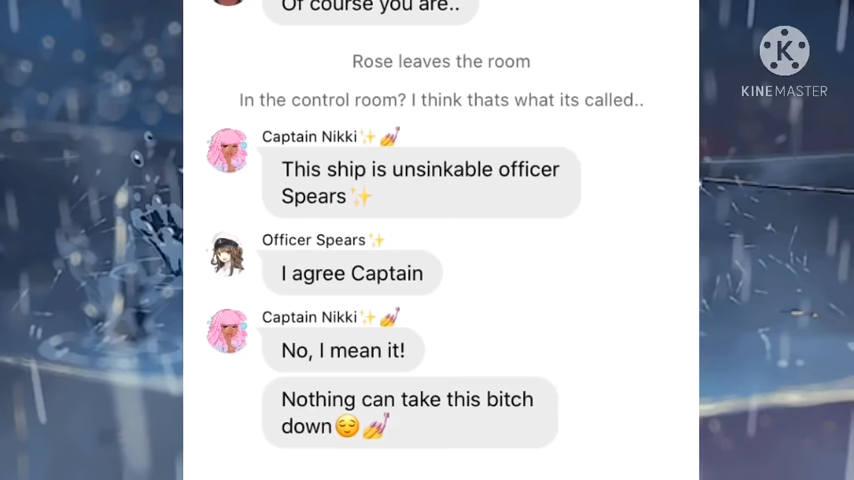 Of course you are..
Rose leaves the room
In the control room? I think thats what its called..
Captain Nikki✨💅
This ship is unsinkable officer
Spears✨
Officer Spears✨
I agree Captain
Captain Nikki✨💅
No, I mean it!
Nothing can take this bitch
down😌💅
K
KINEMASTER